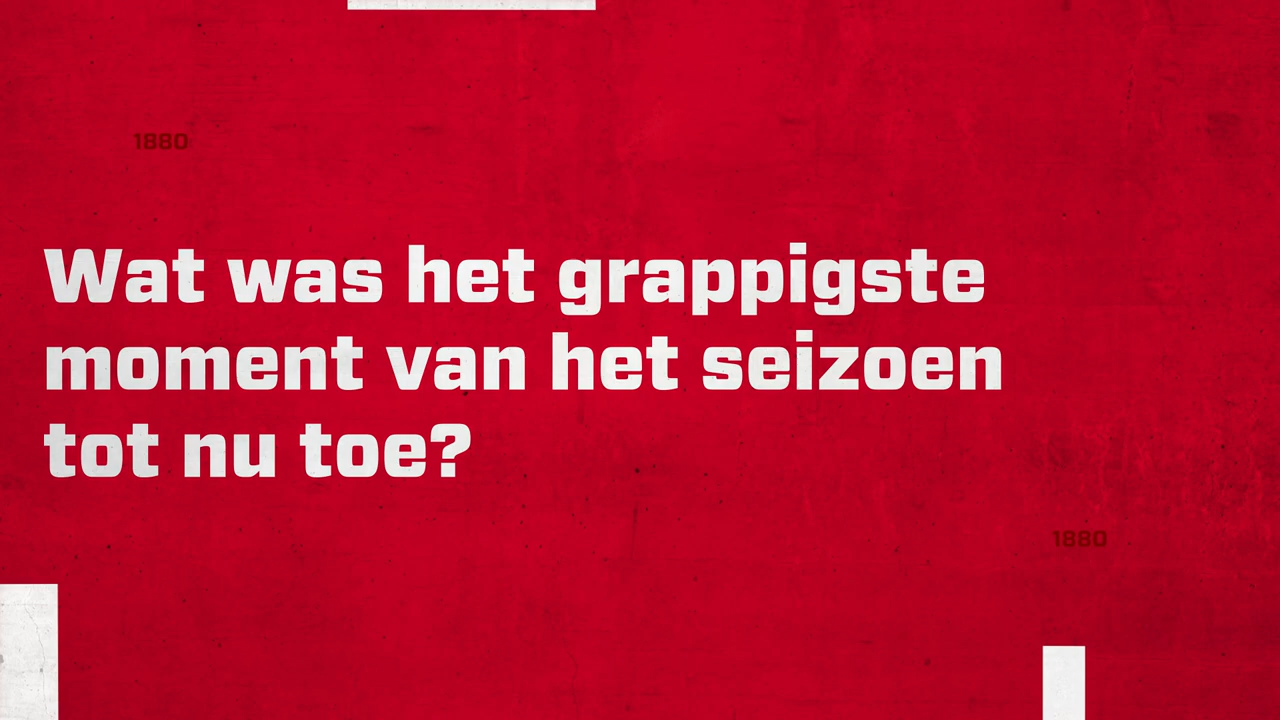 1880
Wat was het grappigste
moment van het seizoen
tot nu toe?
1880